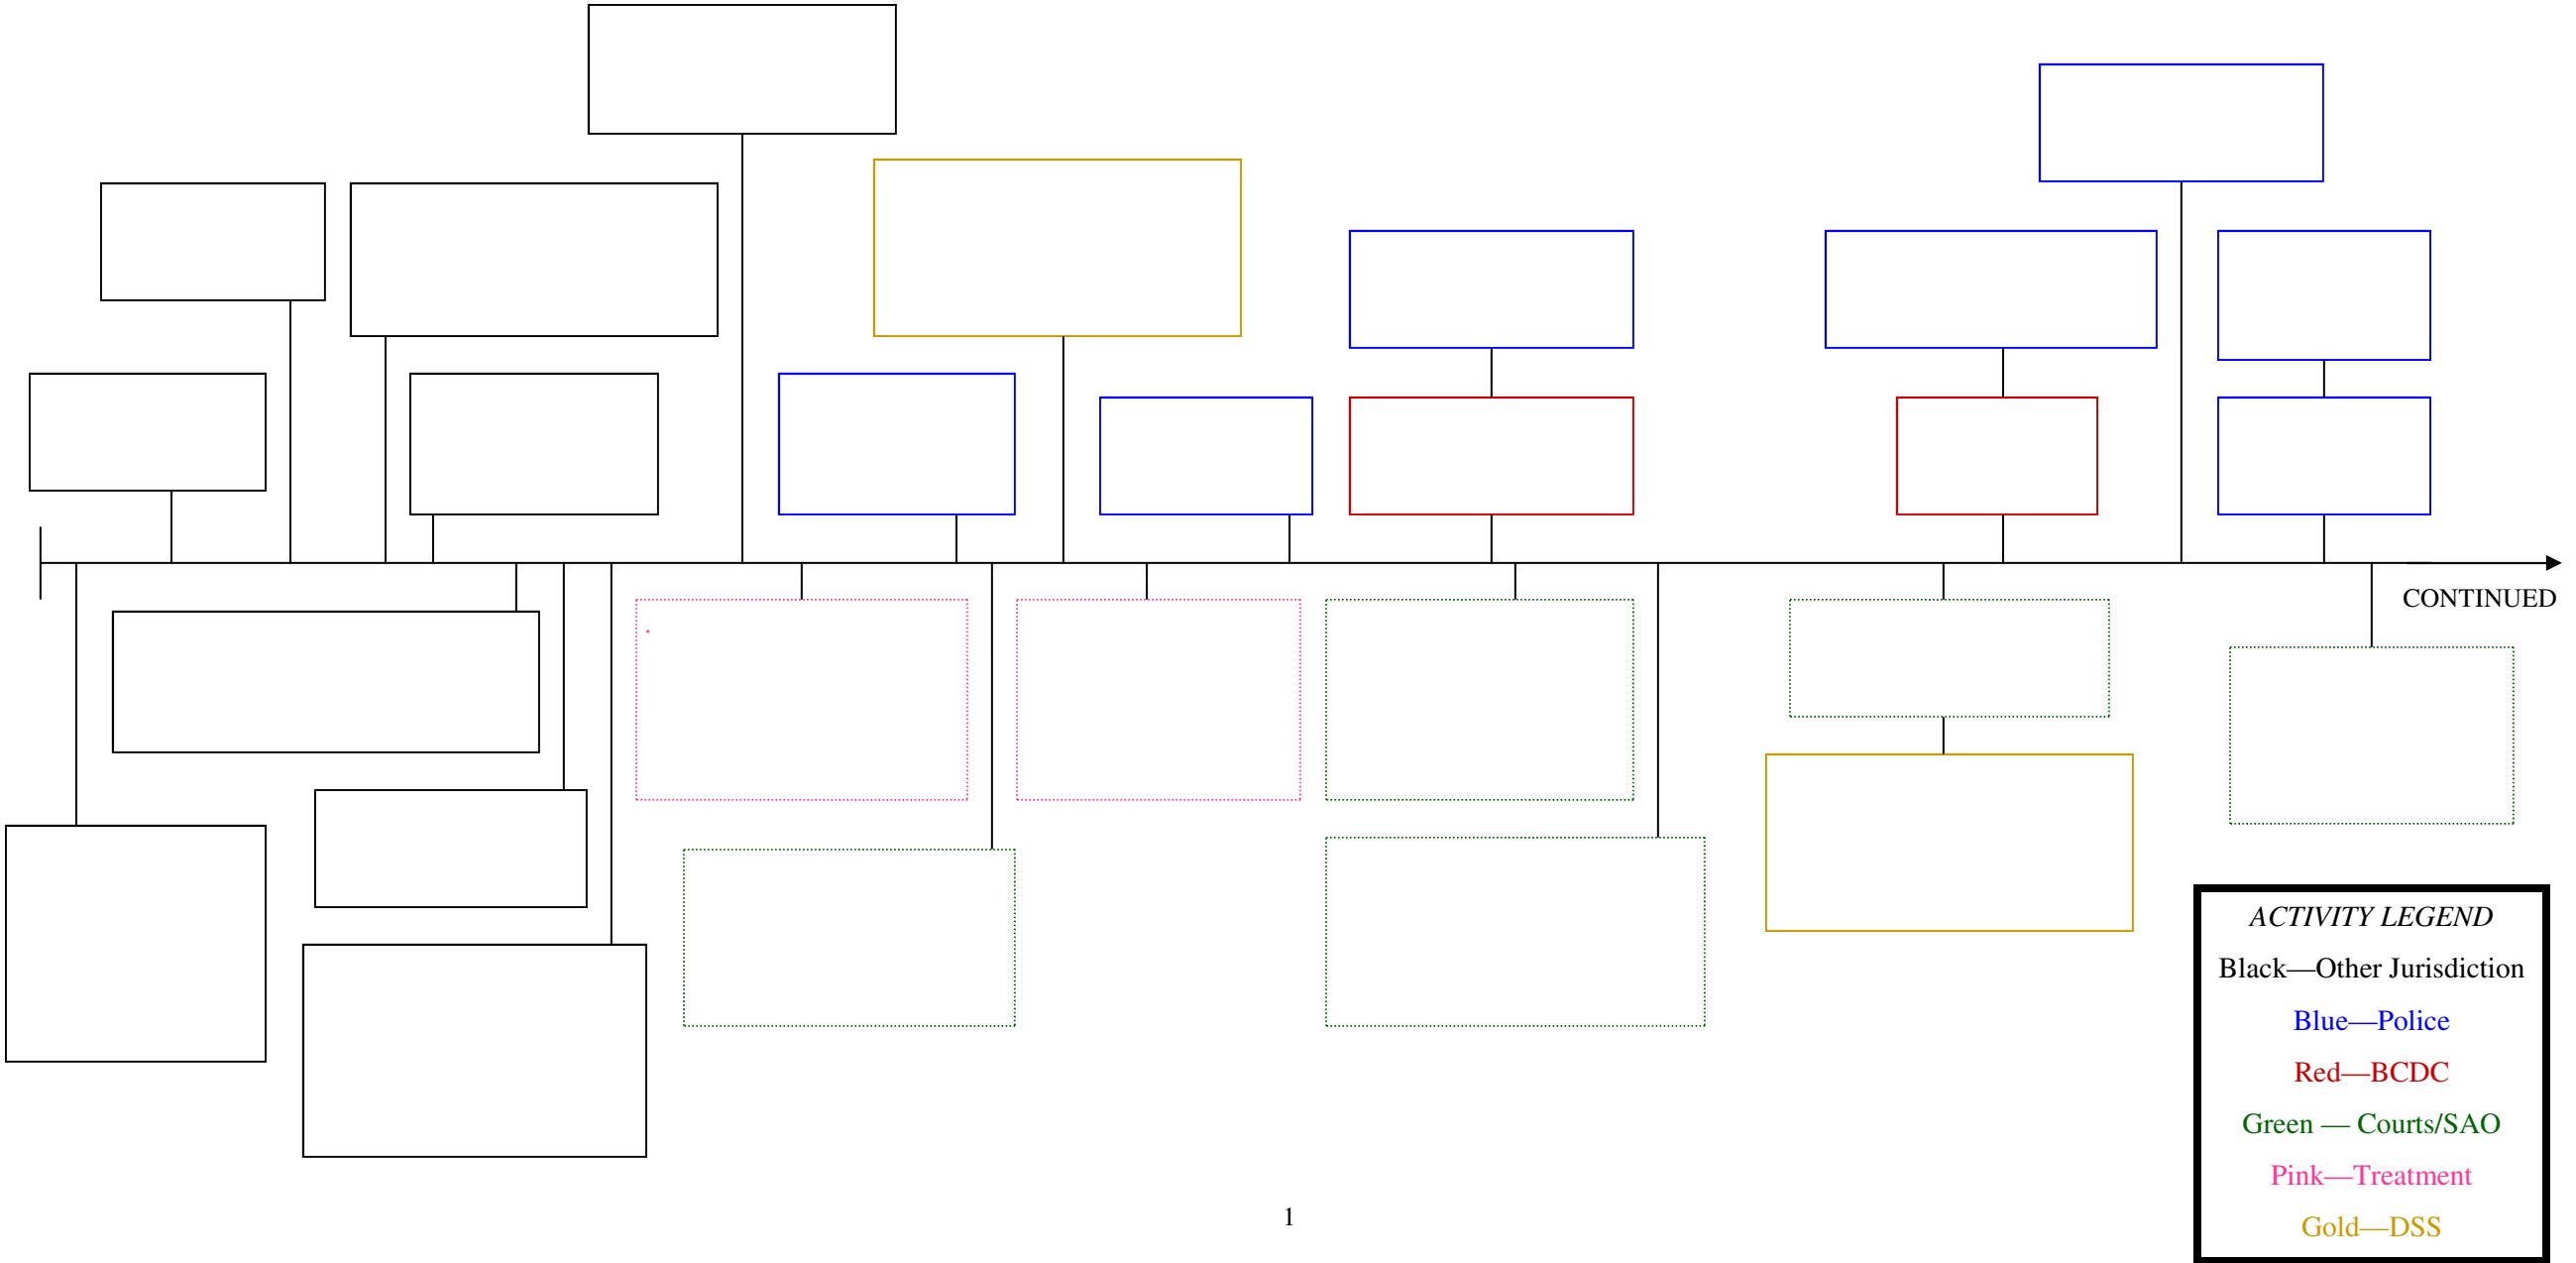 CONTINUED
ACTIVITY LEGEND
Black—Other Jurisdiction
Blue—Police
Red—BCDC
Green — Courts/SAO
Pink—Treatment
Gold—DSS
1